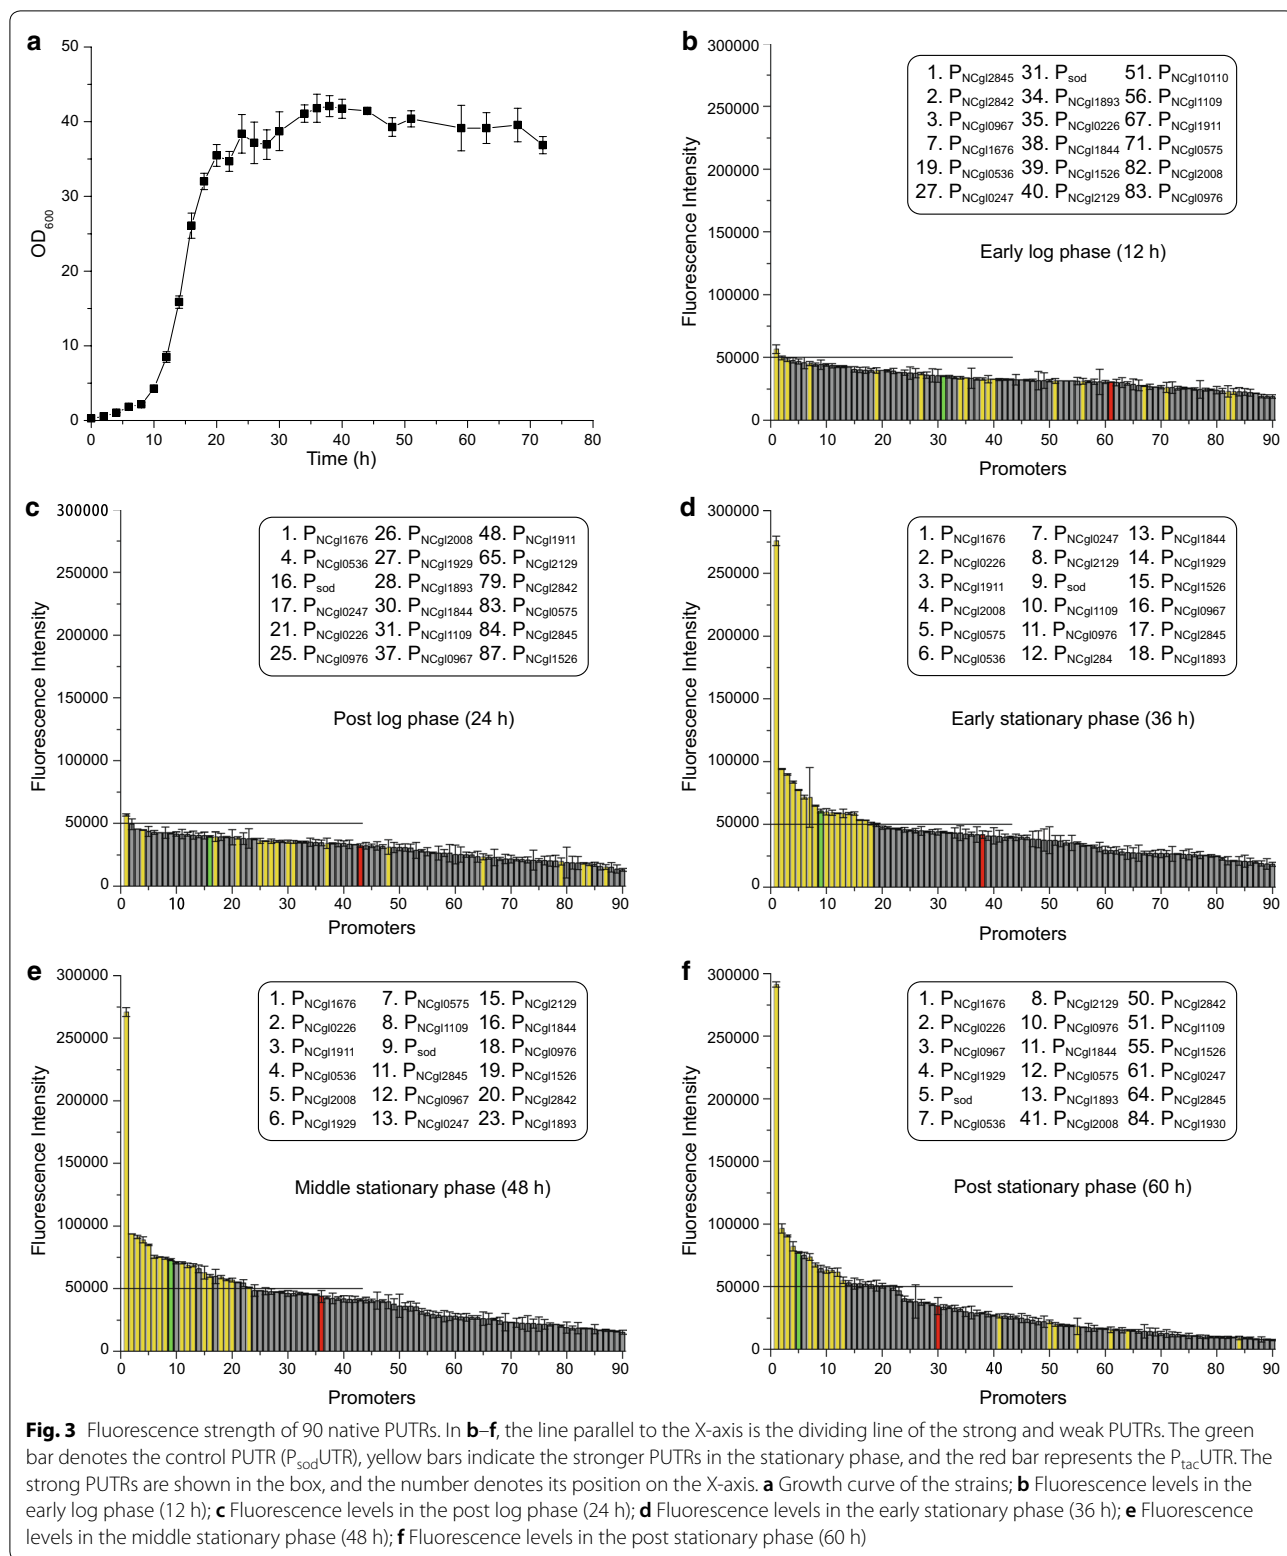 a
50
40
30
20
10
0
OD600
0 10 20 30 40 50 60 70 80
Time (h)
b
300000
250000
200000
150000
100000
50000
0
Fluorescence Intensity
1. PNCgl2845 31. Psod 51. PNCgl10110
2. PNCgl2842 34. PNCgl1893 56. PNCgl1109
3. PNCgl0967 35. PNCgl0226 67. PNCgl1911
7. PNCgl1676 38. PNCgl1844 71. PNCgl0575
19. PNCgl0536 39. PNCgl1526 82. PNCgl2008
27. PNCgl0247 40. PNCgl2129 83. PNCgl0976
Early log phase (12 h)
0 10 20 30 40 50 60 70 80 90
Promoters
c
300000
250000
200000
150000
100000
50000
0
Fluorescence Intensity
1. PNCgl1676 26. PNCgl2008 48. PNCgl1911
4. PNCgl0536 27. PNCgl1929 65. PNCgl2129
16. Psod 28. PNCgl1893 79. PNCgl2842
17. PNCgl0247 30. PNCgl1844 83. PNCgl0575
21. PNCgl0226 31. PNCgl1109 84. PNCgl2845
25. PNCgl0976 37. PNCgl0967 87. PNCgl1526
Post log phase (24 h)
0 10 20 30 40 50 60 70 80 90
Promoters
d
300000
250000
200000
150000
100000
50000
0
Fluorescence Intensity
1. PNCgl1676 7. PNCgl0247 13. PNCgl1844
2. PNCgl0226 8. PNCgl2129 14. PNCgl1929
3. PNCgl1911 9. Psod 15. PNCgl1526
4. PNCgl2008 10. PNCgl1109 16. PNCgl0967
5. PNCgl0575 11. PNCgl0976 17. PNCgl2845
6. PNCgl0536 12. PNCgl284 18. PNCgl1893
Early stationary phase (36 h)
0 10 20 30 40 50 60 70 80 90
Promoters
e
300000
250000
200000
150000
100000
50000
0
Fluorescence Intensity
1. PNCgl1676 7. PNCgl0575 15. PNCgl2129
2. PNCgl0226 8. PNCgl1109 16. PNCgl1844
3. PNCgl1911 9. Psod 18. PNCgl0976
4. PNCgl0536 11. PNCgl2845 19. PNCgl1526
5. PNCgl2008 12. PNCgl0967 20. PNCgl2842
6. PNCgl1929 13. PNCgl0247 23. PNCgl1893
Middle stationary phase (48 h)
0 10 20 30 40 50 60 70 80 90
Promoters
f
300000
250000
200000
150000
100000
50000
0
Fluorescence Intensity
1. PNCgl1676 8. PNCgl2129 50. PNCgl2842
2. PNCgl0226 10. PNCgl0976 51. PNCgl1109
3. PNCgl0967 11. PNCgl1844 55. PNCgl1526
4. PNCgl1929 12. PNCgl0575 61. PNCgl0247
5. Psod 13. PNCgl1893 64. PNCgl2845
7. PNCgl0536 41. PNCgl2008 84. PNCgl1930
Post stationary phase (60 h)
0 10 20 30 40 50 60 70 80 90
Promoters
Fig. 3 Fluorescence strength of 90 native PUTRs. In b–f, the line parallel to the X-axis is the dividing line of the strong and weak PUTRs. The green
bar denotes the control PUTR (PsodUTR), yellow bars indicate the stronger PUTRs in the stationary phase, and the red bar represents the PtacUTR. The
strong PUTRs are shown in the box, and the number denotes its position on the X-axis. a Growth curve of the strains; b Fluorescence levels in the
early log phase (12 h); c Fluorescence levels in the post log phase (24 h); d Fluorescence levels in the early stationary phase (36 h); e Fluorescence
levels in the middle stationary phase (48 h); f Fluorescence levels in the post stationary phase (60 h)